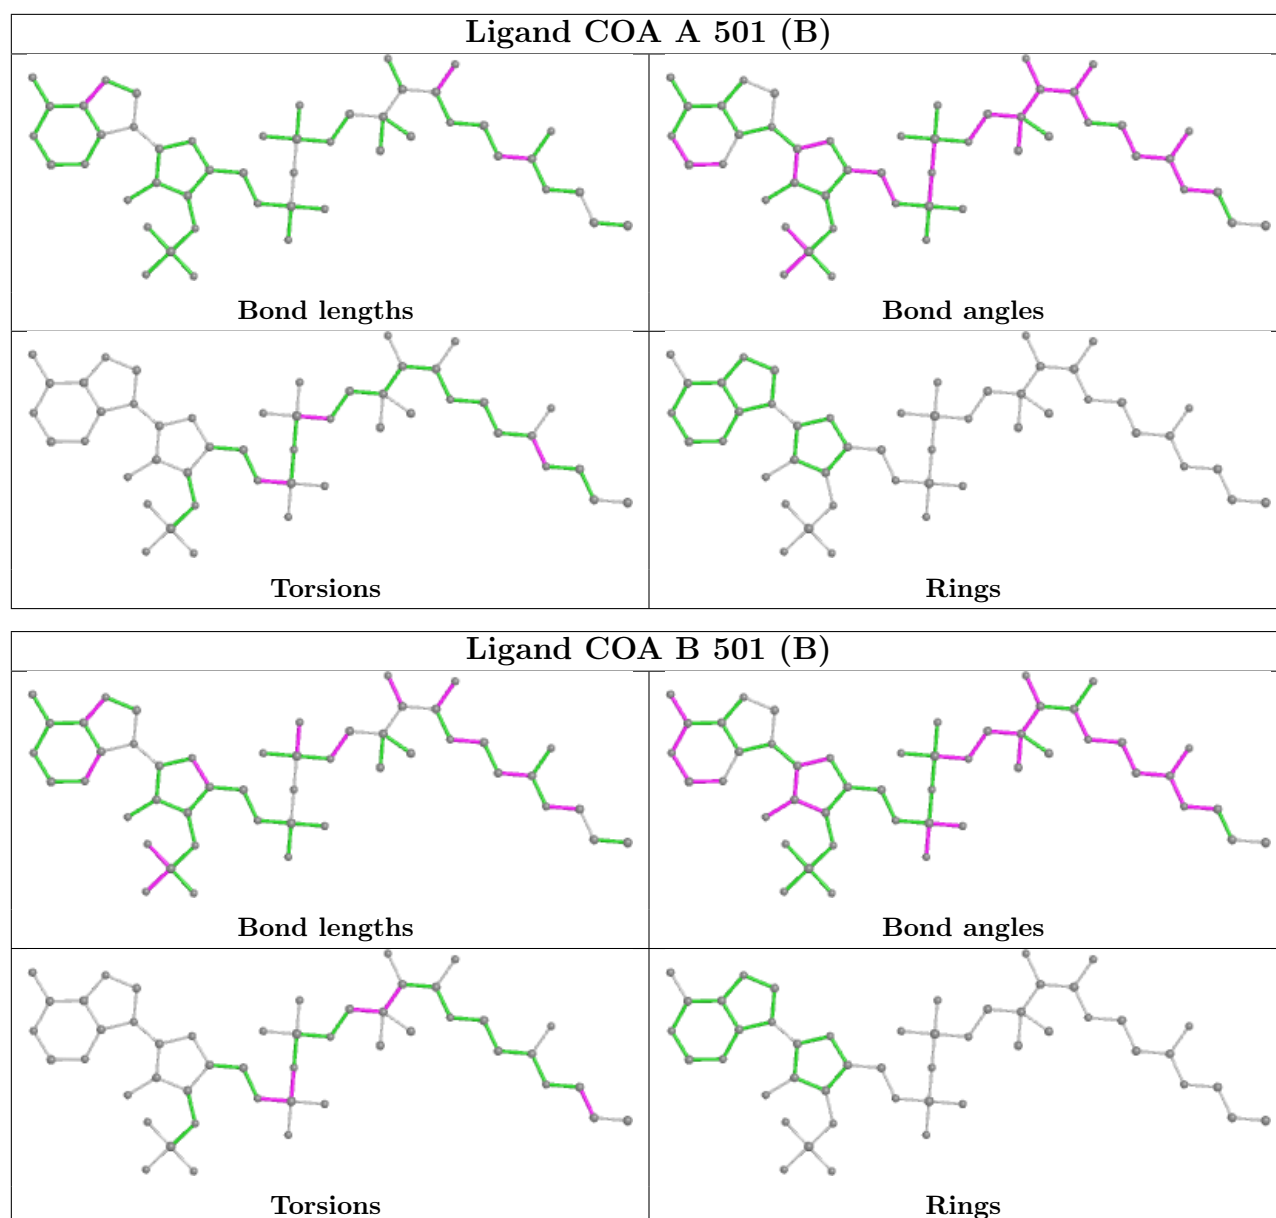 Ligand COA A 501 (B)
Bond lengths
Bond angles
Torsions
Rings
Ligand COA B 501 (B)
Bond lengths
Bond angles
Torsions
Rings